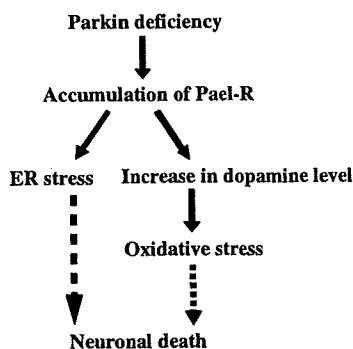 Parkin deficiency
Accumulation of Pael-R
ER stress
Increase in dopamine level
Oxidative stress
Neuronal death